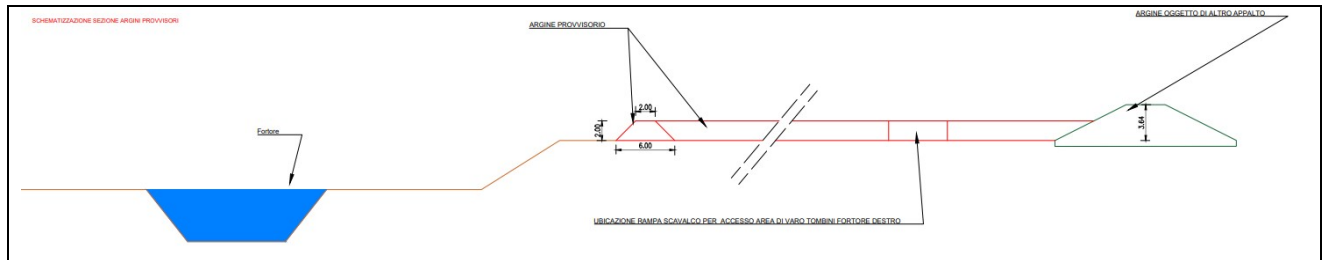 SCHEMATIZZAZIONE SEZIONE ARGINI PROVVISORI
ARGINE PROVVISORIO
ARGINE OGGETTO DI ALTRO APPALTO
Fortore
2.00
2.00
6.00
3.64
UBICAZIONE RAMPA SCAVALCO PER ACCESSO AREA DI VARO TOMBINI FORTORE DESTRO